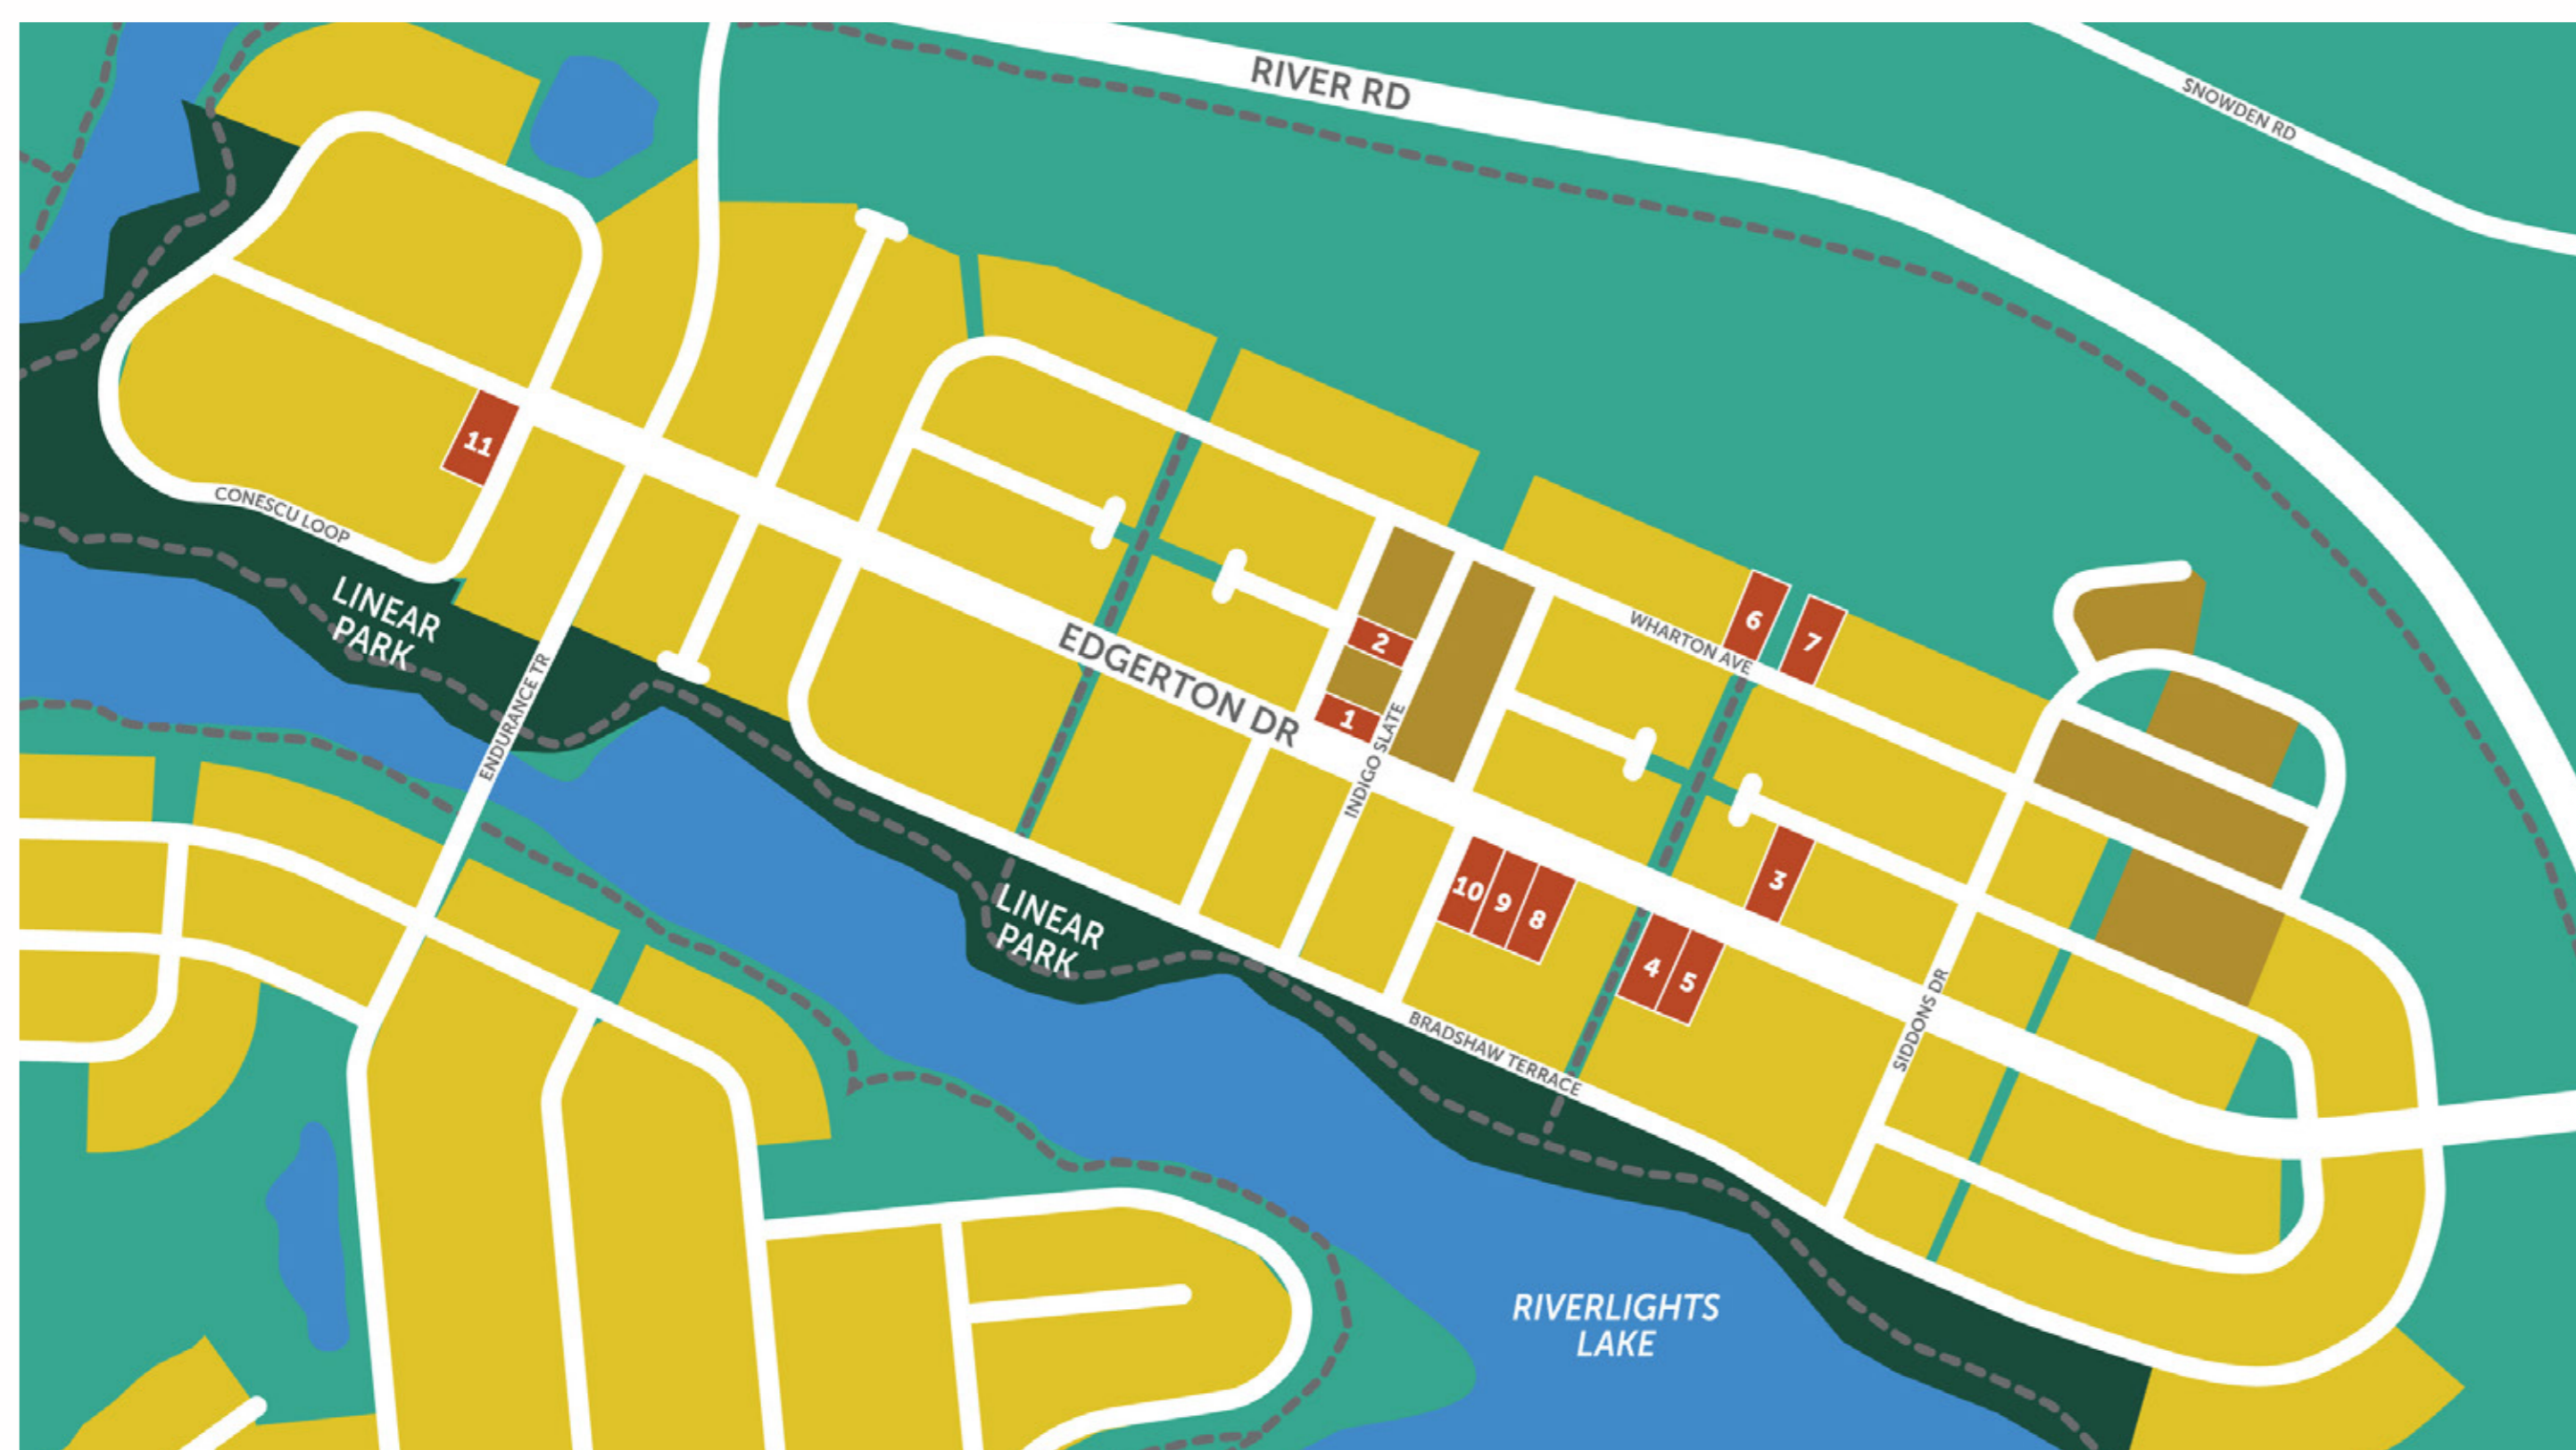 RIVER RD
SNOWDEN RD
11
CONESCU LOOP
LINEAR
PARK
ENDURANCE TR
EDGERTON DR
2
1
INDIGO SLATE
WHARTON AVE
6
7
3
10
9
8
4
5
LINEAR
PARK
BRADSHAW TERRACE
SIDDONS DR
RIVERLIGHTS
LAKE